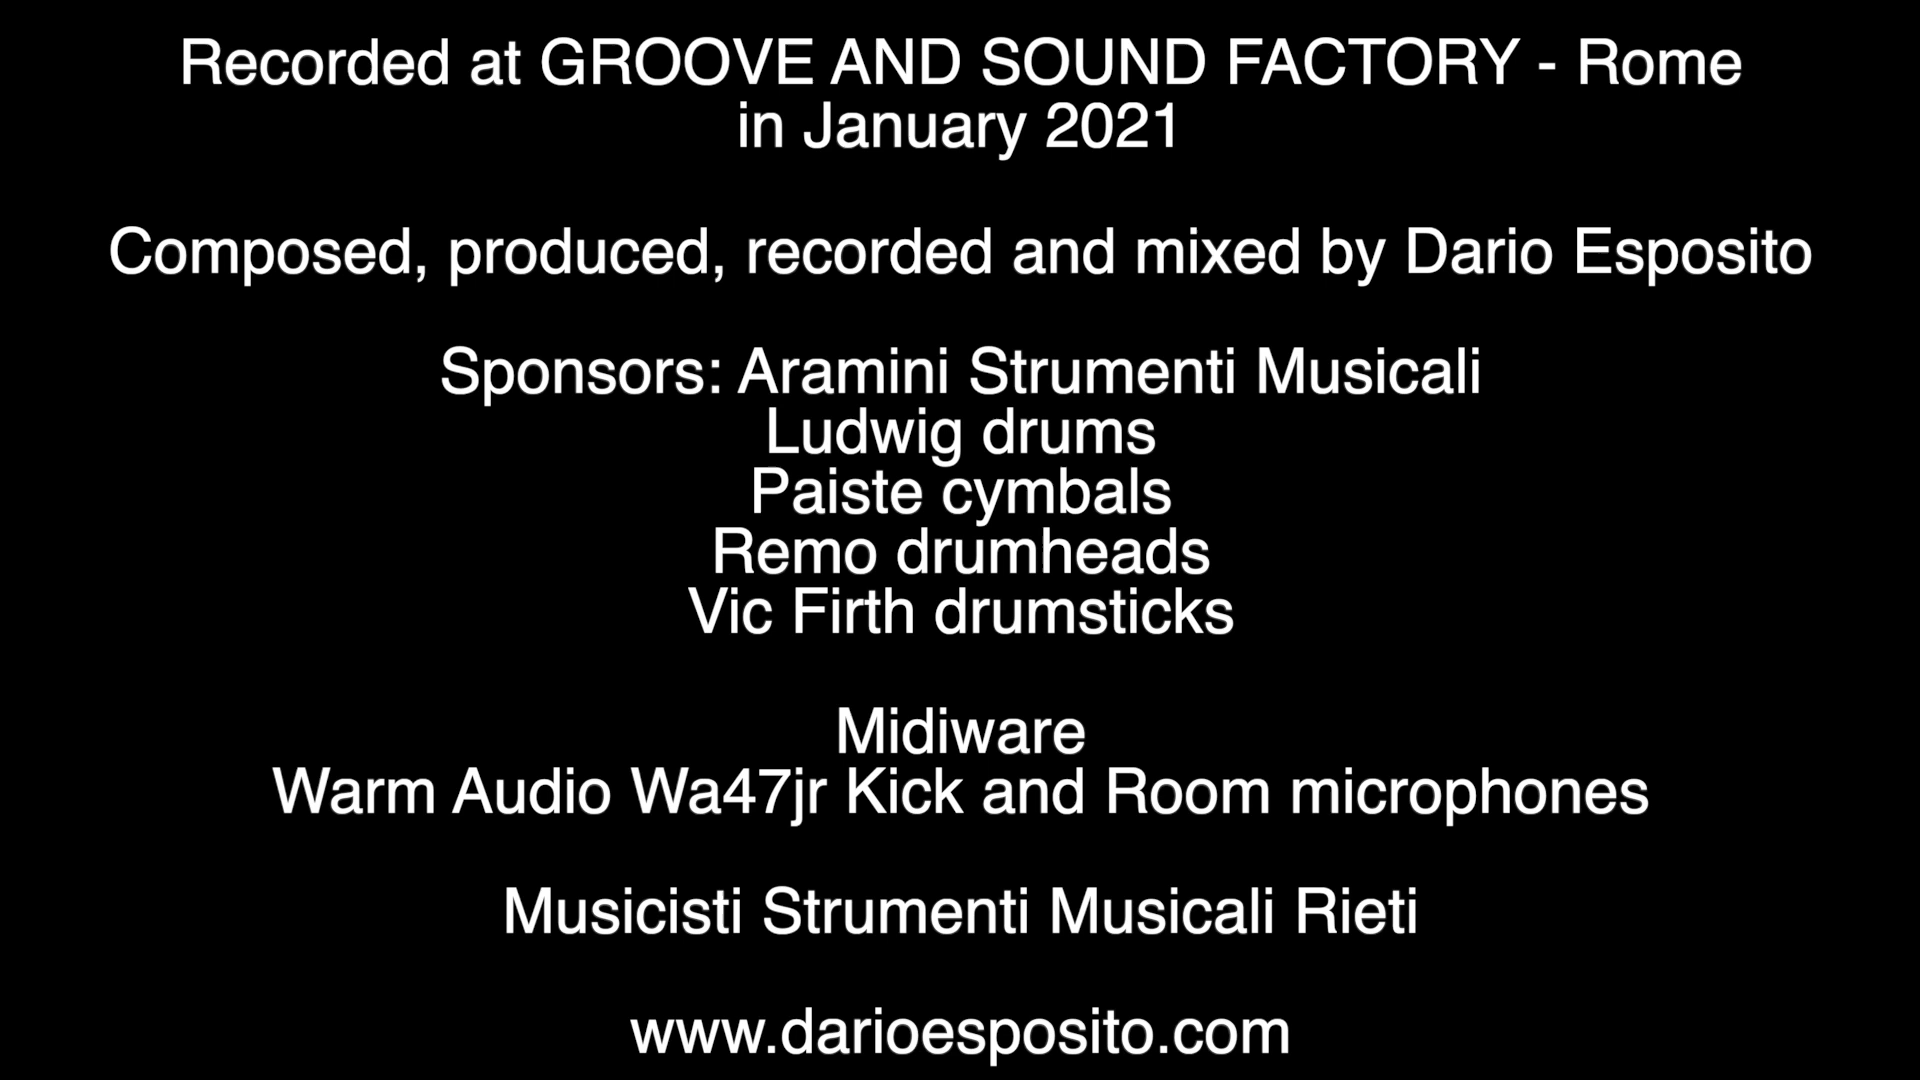 Recorded at GROOVE AND SOUND FACTORY - Rome
in January 2021
Composed, produced, recorded and mixed by Dario Esposito
Sponsors: Aramini Strumenti Musicali
Ludwig drums
Paiste cymbals
Remo drumheads
Vic Firth drumsticks
Midiware
Warm Audio Wa47jr Kick and Room microphones
Musicisti Strumenti Musicali Rieti
www.darioesposito.com